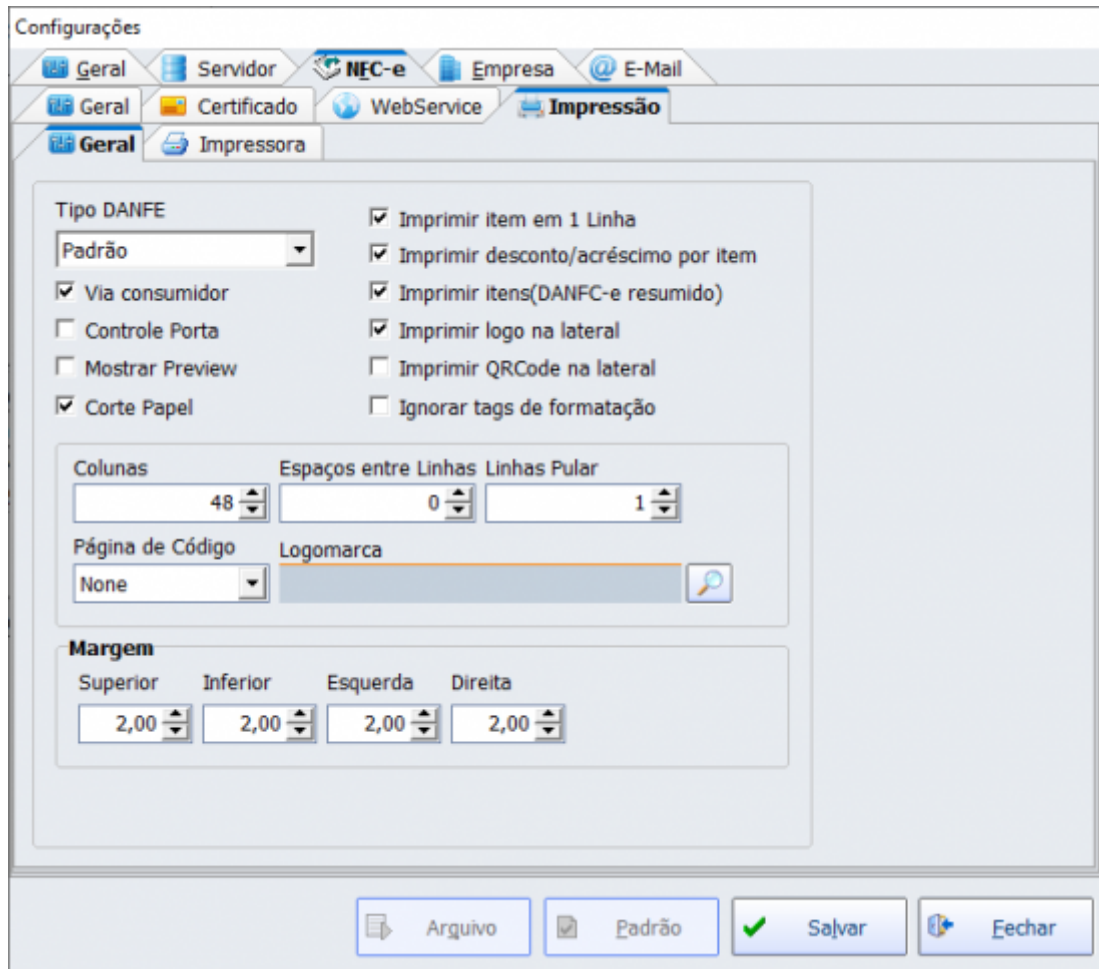 Configurações
Geral Servidor NFC-e Empresa E-Mail
Geral Certificado WebService Impressão
Geral Impressora
Tipo DANFE
Padrão
Via consumidor
Controle Porta
Mostrar Preview
Corte Papel
Imprimir item em 1 Linha
Imprimir desconto/acréscimo por item
Imprimir itens(DANFC-e resumido)
Imprimir logo na lateral
Imprimir QRCode na lateral
Ignorar tags de formatação
Colunas Espaços entre Linhas Linhas Pular
48 0 1
Página de Código Logomarca
None
Margem
Superior Inferior Esquerda Direita
2,00 2,00 2,00 2,00
Arquivo Padrão Salvar Fechar